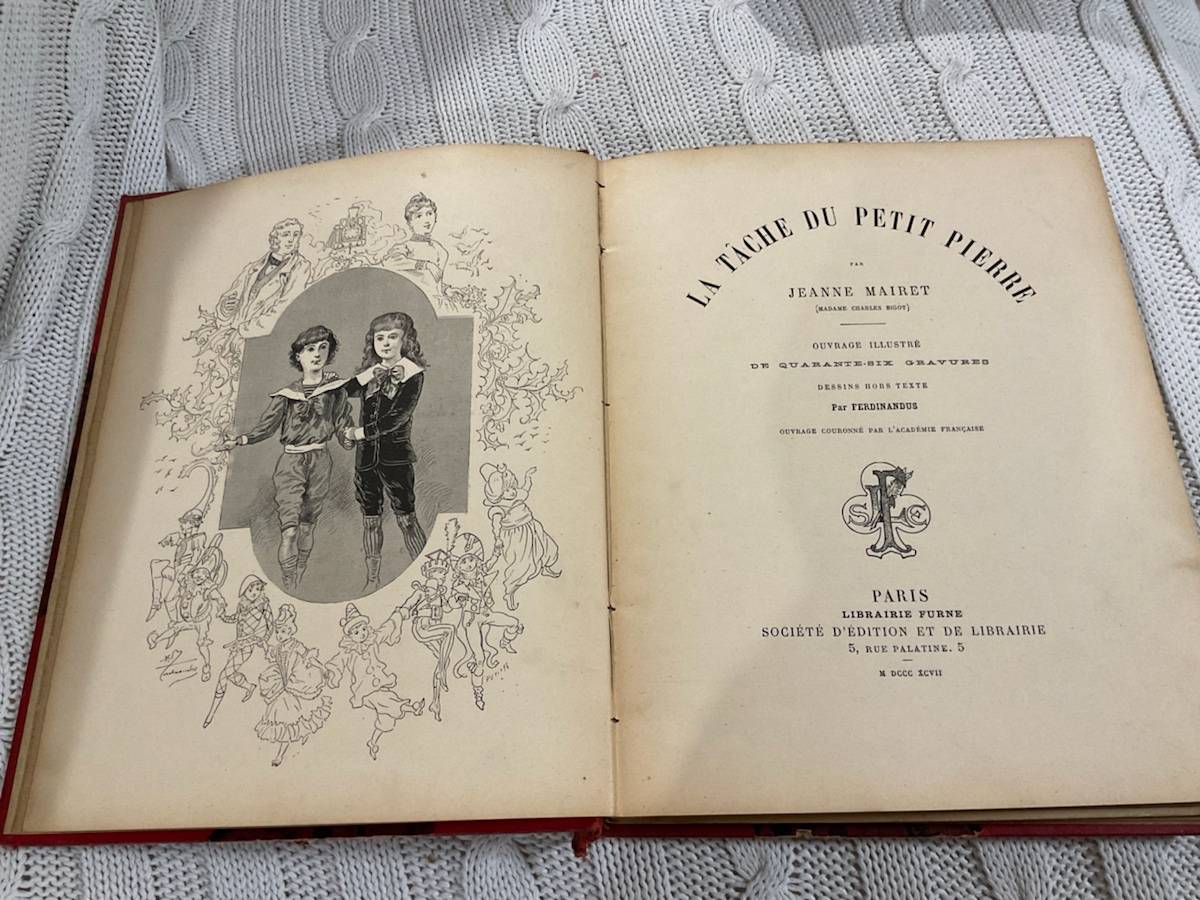 LA TÂCHE DU PETIT PIERRE
PAR
JEANNE MAIRET
(MADAME CHARLES BIGOT)
OUVRAGE ILLUSTRÉ
DE QUARANTE-SIX GRAVURES
DESSINS HORS TEXTE
Par FERDINANDUS
OUVRAGE COURONNÉ PAR L'ACADÉMIE FRANÇAISE
PARIS
LIBRAIRIE FURNE
SOCIÉTÉ D'ÉDITION ET DE LIBRAIRIE
5, RUE PALATINE. 5
M DCCC XCVII